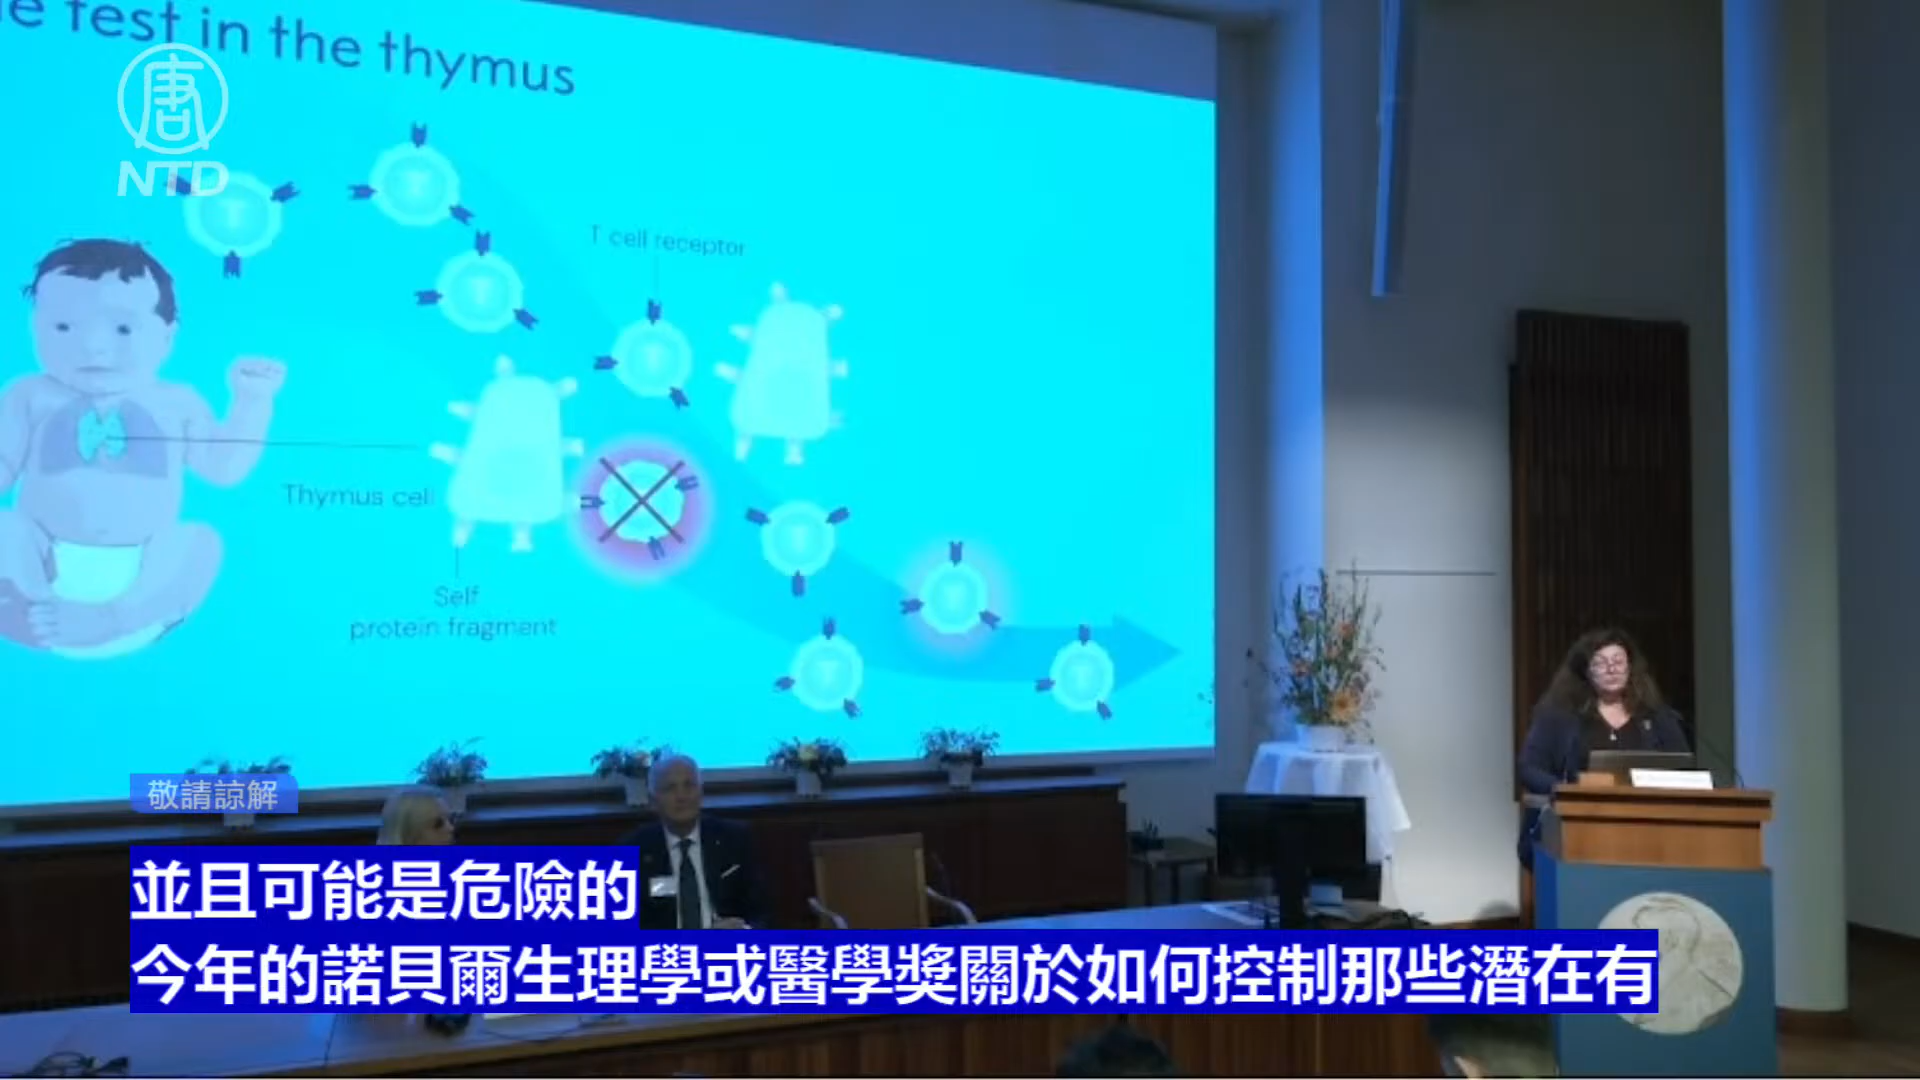 e test in the thymus
唐
NTD
T cell receptor
Thymus cell
Self
protein fragment
敬請諒解
並且可能是危險的
今年的諾貝爾生理學或醫學獎關於如何控制那些潛在有